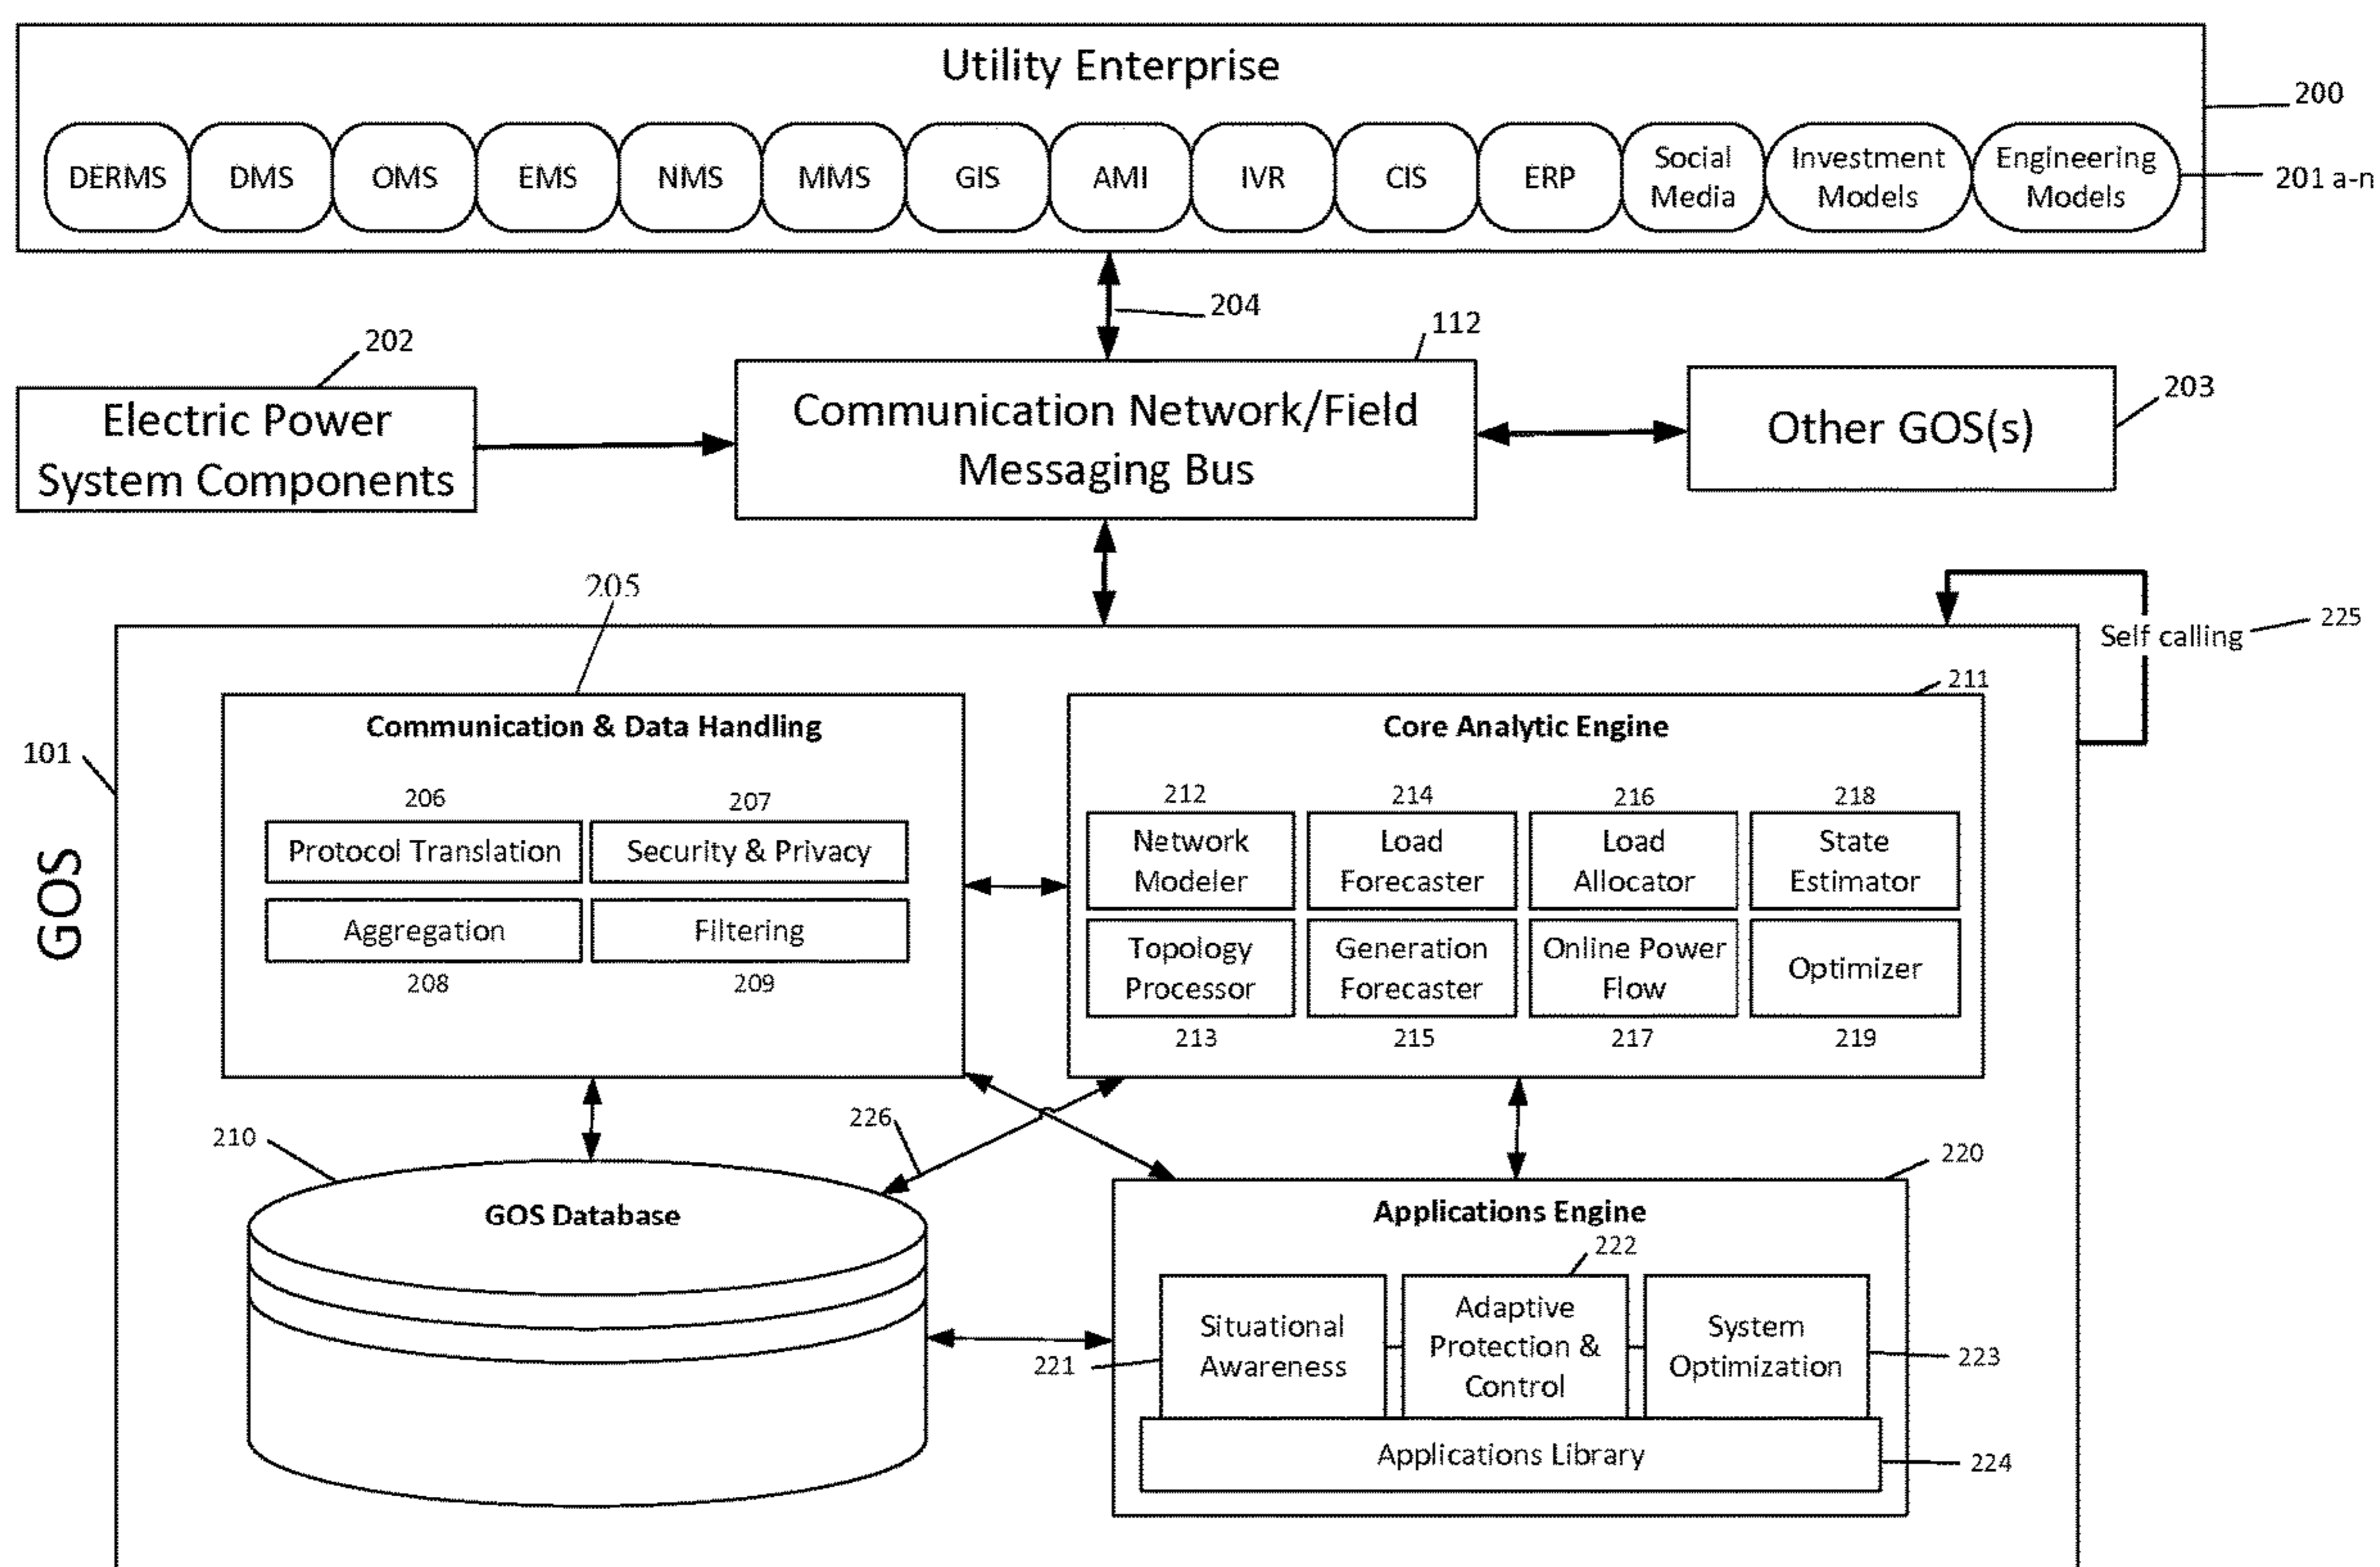 Utility Enterprise
200
DERMS
DMS
OMS
EMS
NMS
MMS
GIS
AMI
IVR
CIS
ERP
Social
Media
Investment
Models
Engineering
Models
201 a-n
204
202
112
203
Electric Power
System Components
Communication Network/Field
Messaging Bus
Other GOS(s)
205
Self calling
225
101
GOS
211
Communication & Data Handling
206
207
Protocol Translation
Security & Privacy
Aggregation
Filtering
208
209
Core Analytic Engine
212
214
216
218
Network
Modeler
Load
Forecaster
Load
Allocator
State
Estimator
Topology
Processor
Generation
Forecaster
Online Power
Flow
Optimizer
213
215
217
219
226
210
220
GOS Database
Applications Engine
222
Situational
Awareness
Adaptive
Protection &
Control
System
Optimization
221
223
Applications Library
224